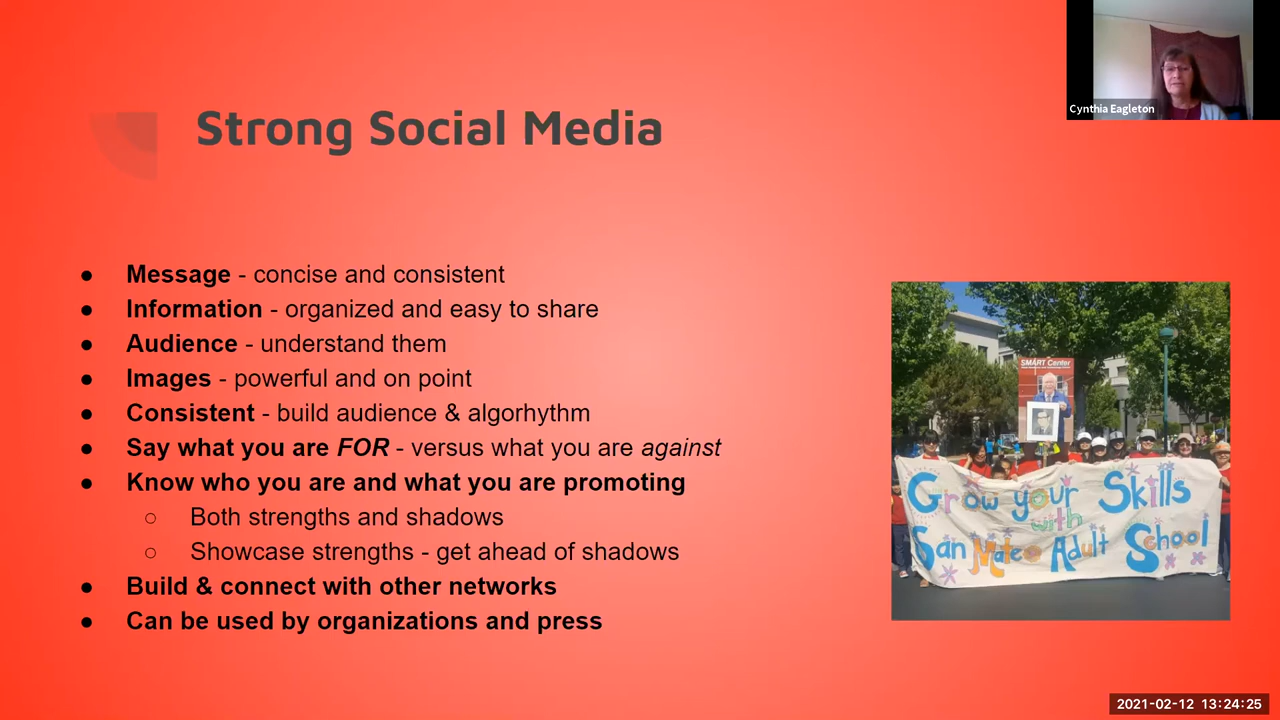 Cynthia Eagleton
Strong Social Media
● Message - concise and consistent
● Information - organized and easy to share
● Audience - understand them
● Images - powerful and on point
● Consistent - build audience & algorhythm
● Say what you are FOR - versus what you are against
● Know who you are and what you are promoting
○ Both strengths and shadows
○ Showcase strengths - get ahead of shadows
● Build & connect with other networks
● Can be used by organizations and press
SMART Center
Grow your Skills
with
San Mateo Adult School
2021-02-12 13:24:25